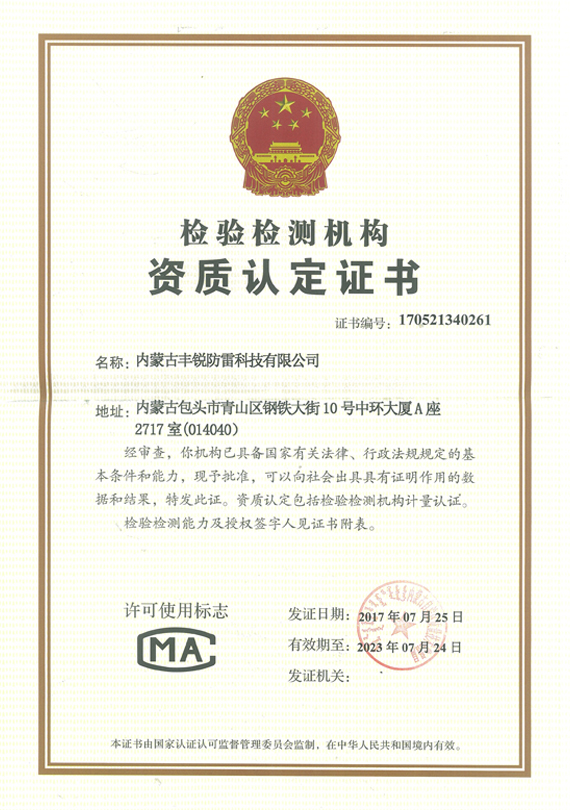 检验检测机构
资质认定证书
证书编号：170521340261
名称：内蒙古丰锐防雷科技有限公司
地址：内蒙古包头市青山区钢铁大街10号中环大厦A座
2717室(014040)
经审查，你机构已具备国家有关法律、行政法规规定的基
本条件和能力，现予批准，可以向社会出具具有证明作用的数
据和结果，特发此证。资质认定包括检验检测机构计量认证。
检验检测能力及授权签字人见证书附表。
许可使用标志
MA
发证日期：2017年07月25日
有效期至：2023年07月24日
发证机关：
本证书由国家认证认可监督管理委员会监制，在中华人民共和国境内有效。